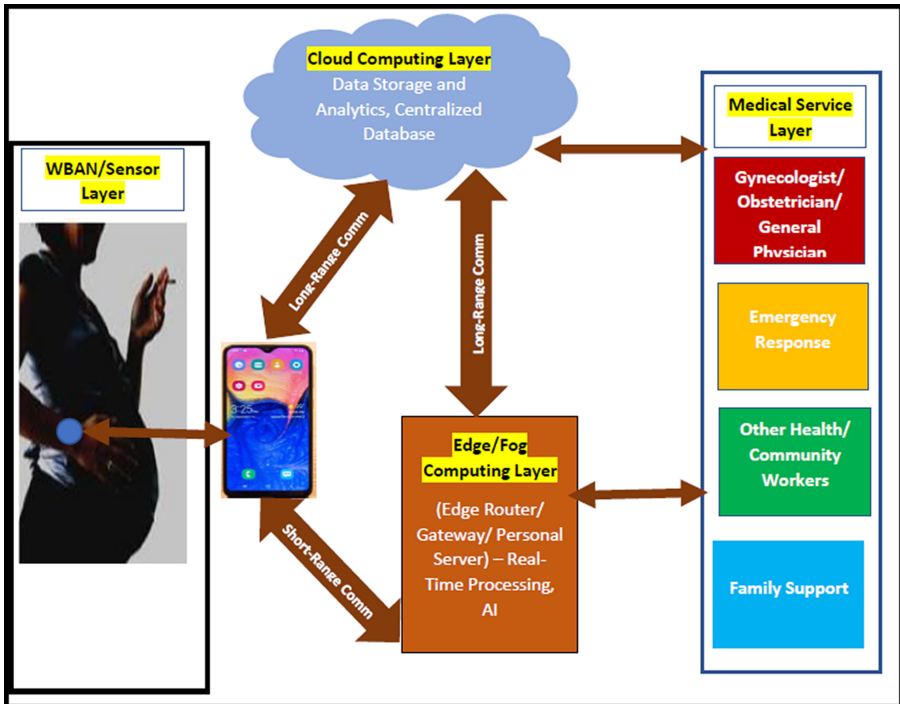 Cloud Computing Layer
Data Storage and
Analytics, Centralized
Database
WBAN/Sensor
Layer
Medical Service
Layer
Gynecologist/
Obstetrician/
General
Physician
Emergency
Response
Other Health/
Community
Workers
Family Support
Long-Range Comm
Long-Range Comm
Short-Range Comm
3:25
Edge/Fog
Computing Layer
(Edge Router/
Gateway/ Personal
Server) – Real-
Time Processing,
AI